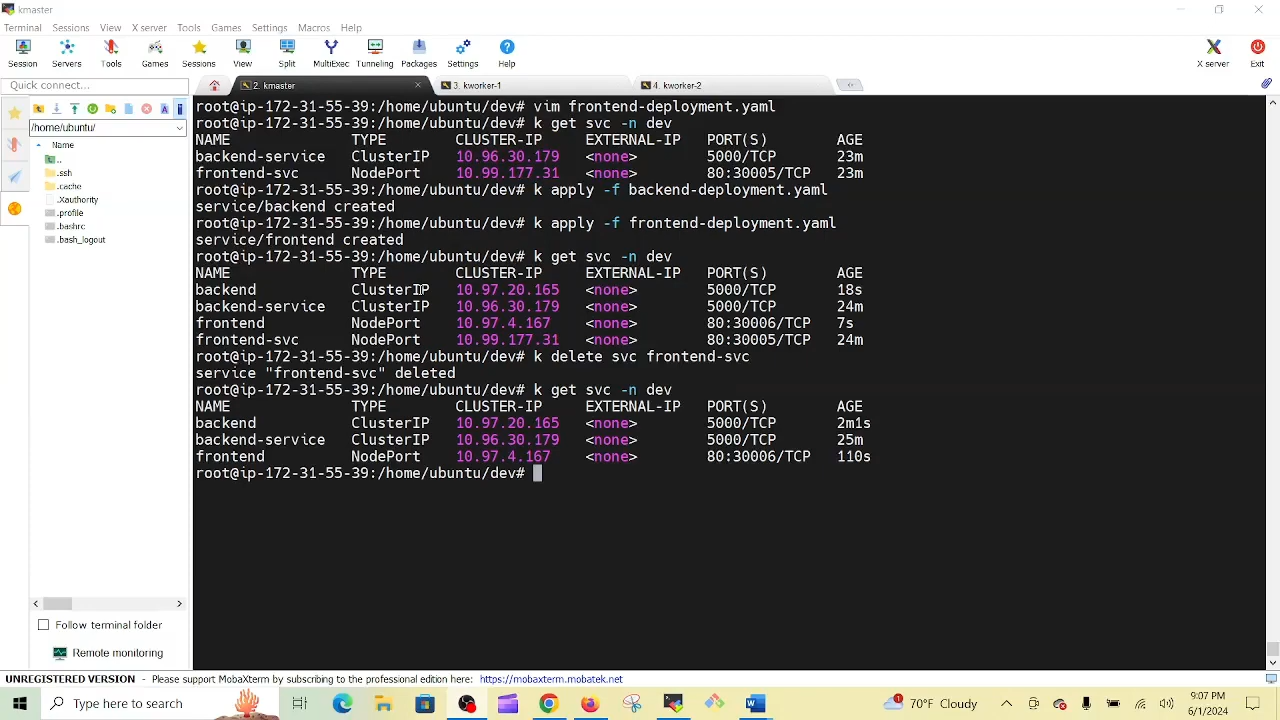 kmaster
Terminal Sessions View X server Tools Games Settings Macros Help
Session Servers Tools Games Sessions View Split MultiExec Tunneling Packages Settings Help X server Exit
Quick connect...
2. kmaster
3. kworker-1
4. kworker-2
/home/ubuntu/
Name
..
.ssh
.cache
.Xauthority
.profile
.bashrc
.bash_logout
Follow terminal folder
Remote monitoring
root@ip-172-31-55-39:/home/ubuntu/dev# vim frontend-deployment.yaml
root@ip-172-31-55-39:/home/ubuntu/dev# k get svc -n dev
NAME TYPE CLUSTER-IP EXTERNAL-IP PORT(S) AGE
backend-service ClusterIP 10.96.30.179 <none> 5000/TCP 23m
frontend-svc NodePort 10.99.177.31 <none> 80:30005/TCP 23m
root@ip-172-31-55-39:/home/ubuntu/dev# k apply -f backend-deployment.yaml
service/backend created
root@ip-172-31-55-39:/home/ubuntu/dev# k apply -f frontend-deployment.yaml
service/frontend created
root@ip-172-31-55-39:/home/ubuntu/dev# k get svc -n dev
NAME TYPE CLUSTER-IP EXTERNAL-IP PORT(S) AGE
backend ClusterIP 10.97.20.165 <none> 5000/TCP 18s
backend-service ClusterIP 10.96.30.179 <none> 5000/TCP 24m
frontend NodePort 10.97.4.167 <none> 80:30006/TCP 7s
frontend-svc NodePort 10.99.177.31 <none> 80:30005/TCP 24m
root@ip-172-31-55-39:/home/ubuntu/dev# k delete svc frontend-svc
service "frontend-svc" deleted
root@ip-172-31-55-39:/home/ubuntu/dev# k get svc -n dev
NAME TYPE CLUSTER-IP EXTERNAL-IP PORT(S) AGE
backend ClusterIP 10.97.20.165 <none> 5000/TCP 2m1s
backend-service ClusterIP 10.96.30.179 <none> 5000/TCP 25m
frontend NodePort 10.97.4.167 <none> 80:30006/TCP 110s
root@ip-172-31-55-39:/home/ubuntu/dev#
UNREGISTERED VERSION - Please support MobaXterm by subscribing to the professional edition here: https://mobaxterm.mobatek.net
Type here to search
70°F Cloudy
9:07 PM
6/1/2024